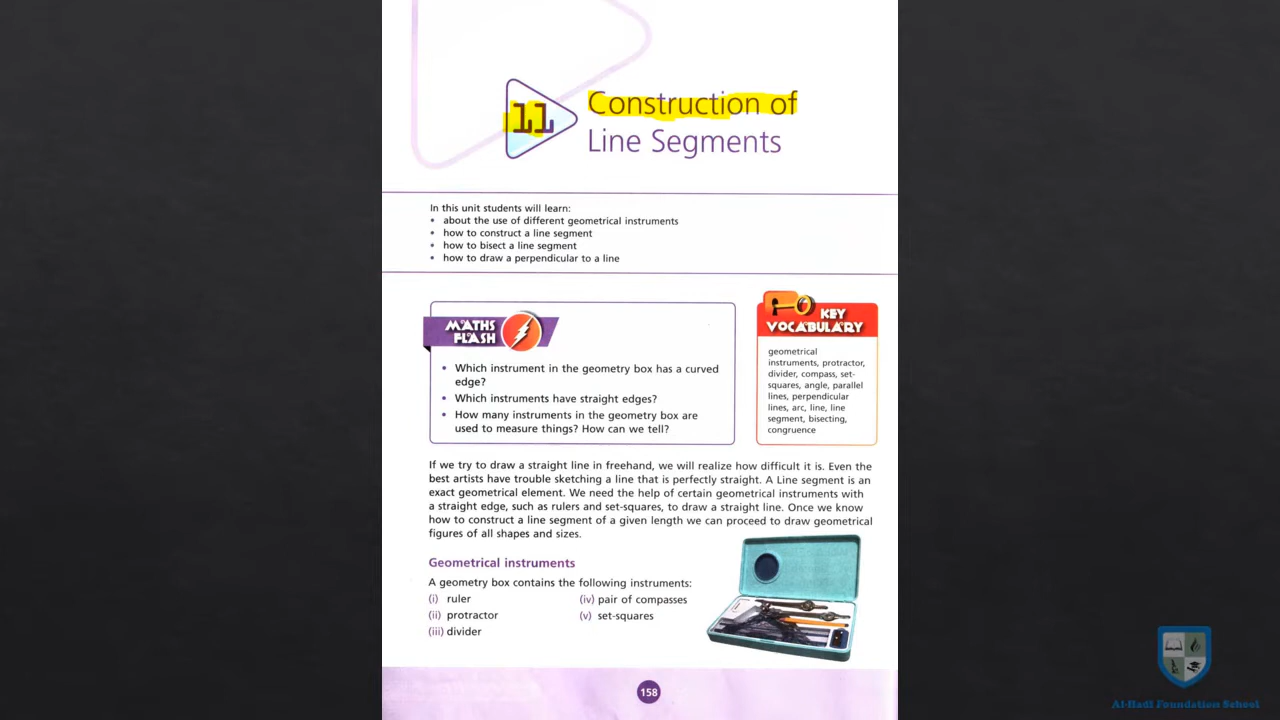 11
Construction of
Line Segments
In this unit students will learn:
• about the use of different geometrical instruments
• how to construct a line segment
• how to bisect a line segment
• how to draw a perpendicular to a line
MATHS
FLASH
• Which instrument in the geometry box has a curved
edge?
• Which instruments have straight edges?
• How many instruments in the geometry box are
used to measure things? How can we tell?
KEY
VOCABULARY
geometrical
instruments, protractor,
divider, compass, set-
squares, angle, parallel
lines, perpendicular
lines, arc, line, line
segment, bisecting,
congruence
If we try to draw a straight line in freehand, we will realize how difficult it is. Even the
best artists have trouble sketching a line that is perfectly straight. A Line segment is an
exact geometrical element. We need the help of certain geometrical instruments with
a straight edge, such as rulers and set-squares, to draw a straight line. Once we know
how to construct a line segment of a given length we can proceed to draw geometrical
figures of all shapes and sizes.
Geometrical instruments
A geometry box contains the following instruments:
(i) ruler
(ii) protractor
(iii) divider
(iv) pair of compasses
(v) set-squares
158
Al-Hadi Foundation School